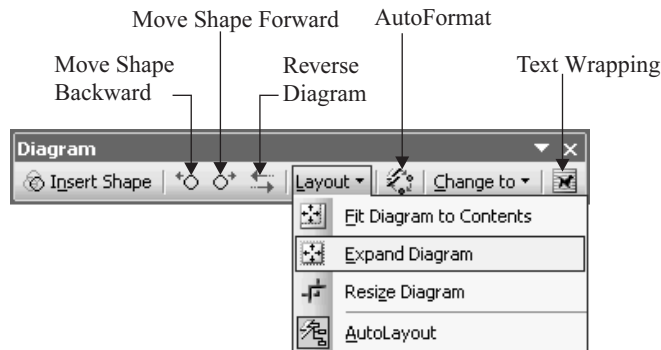 Move Shape Forward
AutoFormat
Move Shape
Backward
Reverse
Diagram
Text Wrapping
Diagram
Insert Shape
Layout
Change to
Fit Diagram to Contents
Expand Diagram
Resize Diagram
AutoLayout